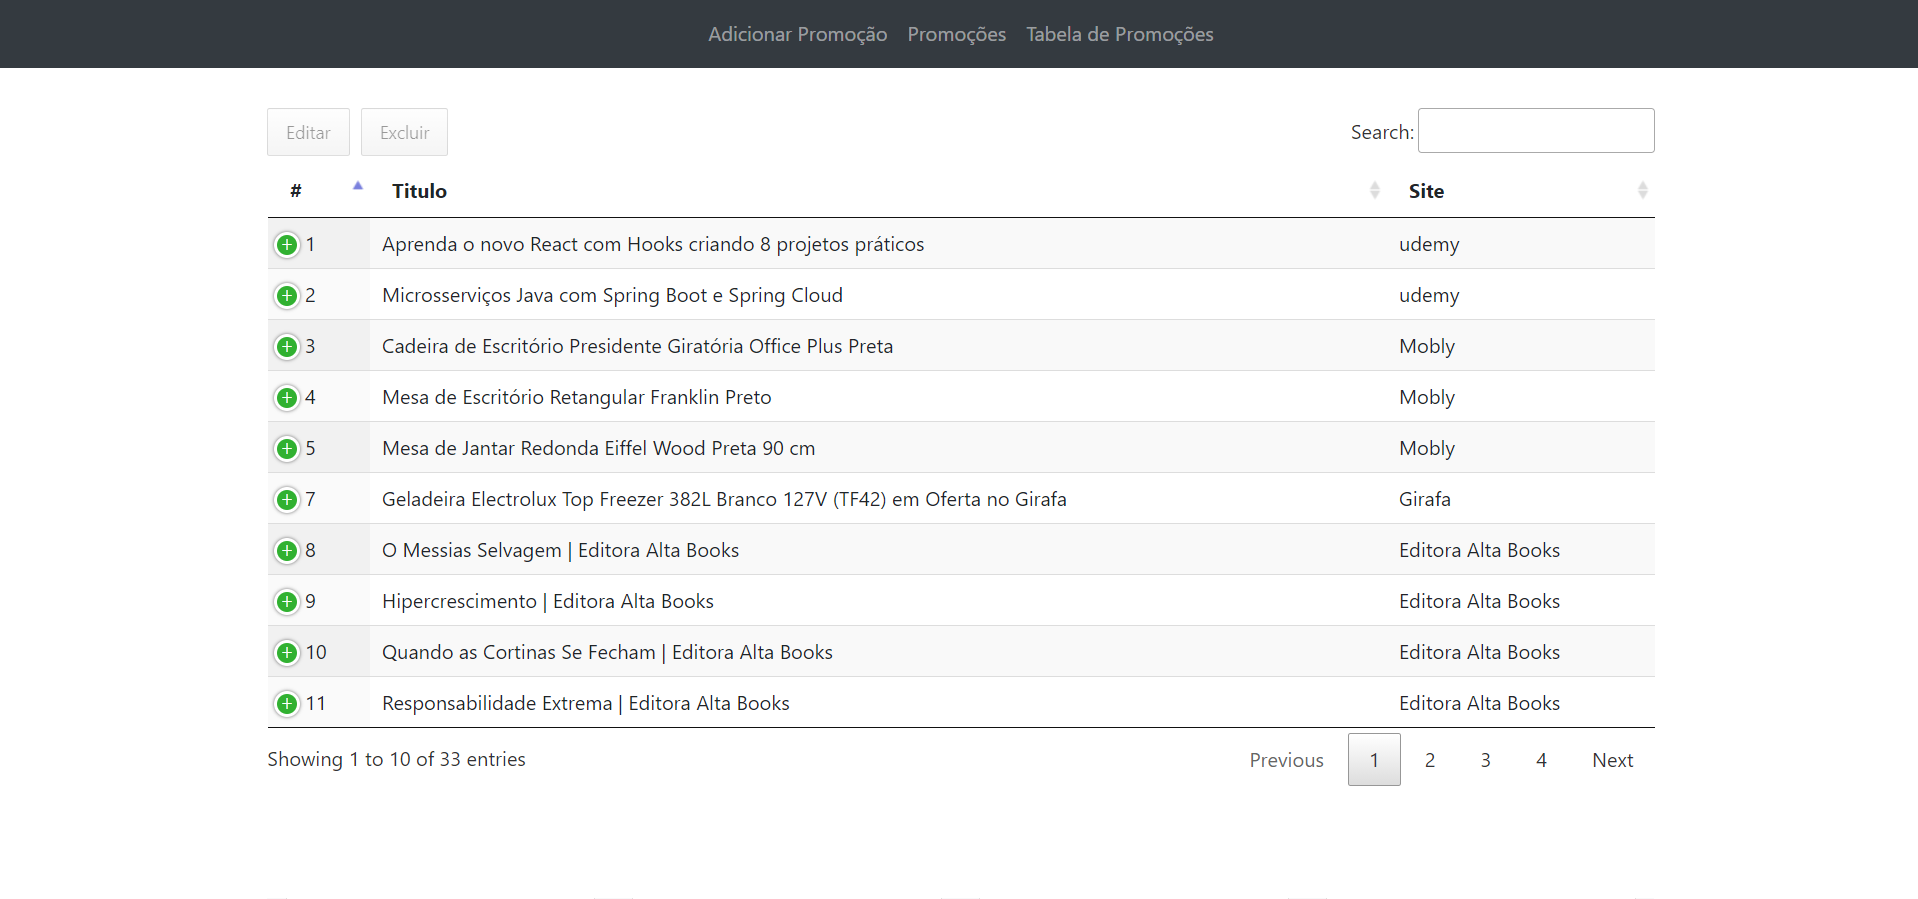 Adicionar Promoção Promoções Tabela de Promoções
Editar Excluir Search:
# Titulo Site
1 Aprenda o novo React com Hooks criando 8 projetos práticos udemy
2 Microsserviços Java com Spring Boot e Spring Cloud udemy
3 Cadeira de Escritório Presidente Giratória Office Plus Preta Mobly
4 Mesa de Escritório Retangular Franklin Preto Mobly
5 Mesa de Jantar Redonda Eiffel Wood Preta 90 cm Mobly
7 Geladeira Electrolux Top Freezer 382L Branco 127V (TF42) em Oferta no Girafa Girafa
8 O Messias Selvagem | Editora Alta Books Editora Alta Books
9 Hipercrescimento | Editora Alta Books Editora Alta Books
10 Quando as Cortinas Se Fecham | Editora Alta Books Editora Alta Books
11 Responsabilidade Extrema | Editora Alta Books Editora Alta Books
Showing 1 to 10 of 33 entries Previous 1 2 3 4 Next